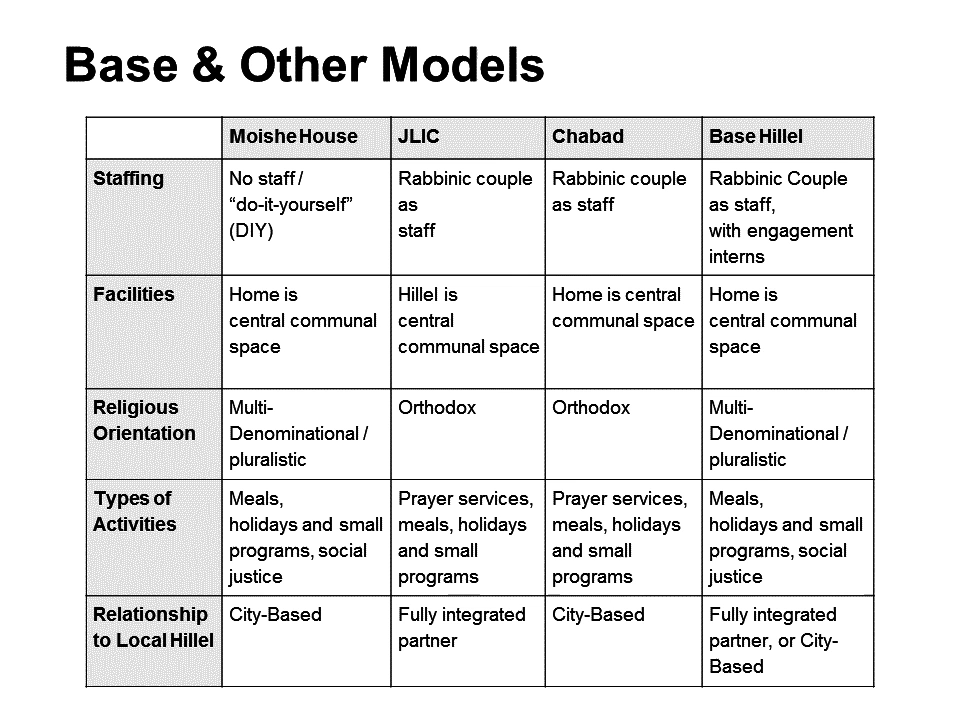 Base & Other Models
Moishe House
JLIC
Chabad
Base Hillel
Staffing
No staff /
“do-it-yourself”
(DIY)
Rabbinic couple
as
staff
Rabbinic couple
as staff
Rabbinic Couple
as staff,
with engagement
interns
Facilities
Home is
central communal
space
Hillel is
central
communal space
Home is central
communal space
Home is
central communal
space
Religious
Orientation
Multi-
Denominational /
pluralistic
Orthodox
Orthodox
Multi-
Denominational /
pluralistic
Types of
Activities
Meals,
holidays and small
programs, social
justice
Prayer services,
meals, holidays
and small
programs
Prayer services,
meals, holidays
and small
programs
Meals,
holidays and small
programs, social
justice
Relationship
to Local Hillel
City-Based
Fully integrated
partner
City-Based
Fully integrated
partner, or City-
Based